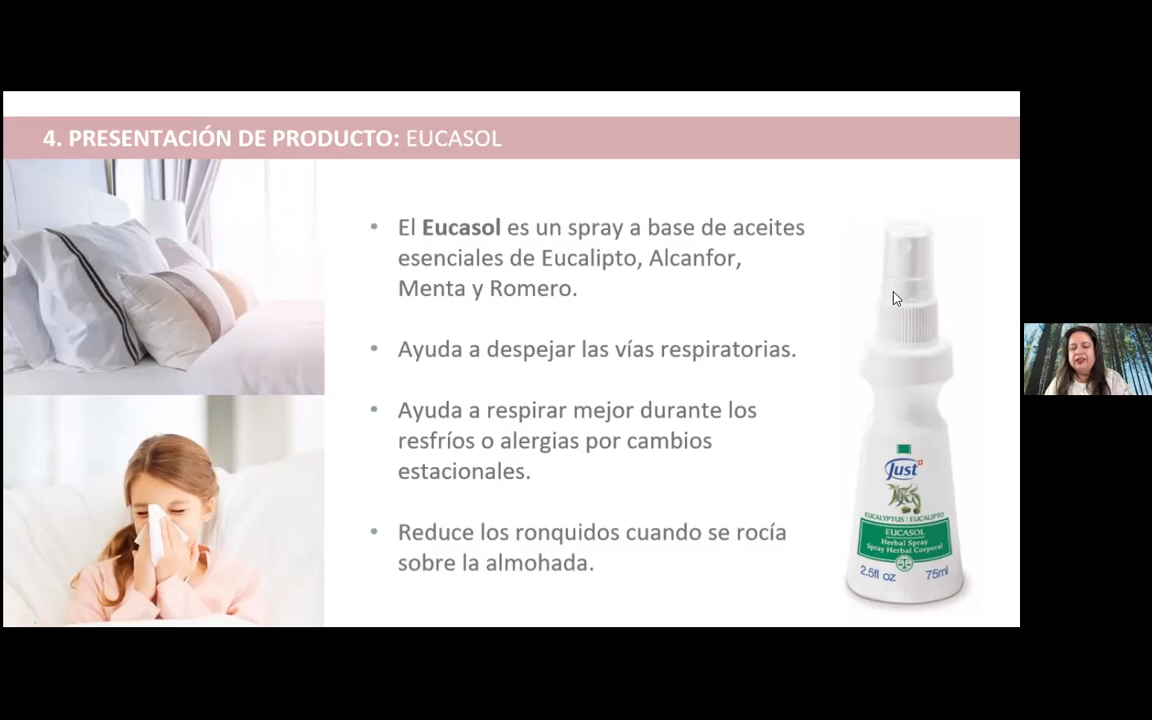 4. PRESENTACIÓN DE PRODUCTO: EUCASOL
• El Eucasol es un spray a base de aceites
esenciales de Eucalipto, Alcanfor,
Menta y Romero.
• Ayuda a despejar las vías respiratorias.
• Ayuda a respirar mejor durante los
resfríos o alergias por cambios
estacionales.
• Reduce los ronquidos cuando se rocía
sobre la almohada.
Just
EUCALYPTUS | EUCALIPTO
EUCASOL
Herbal Spray
Spray Herbal Corporal
2.5fl oz 75ml